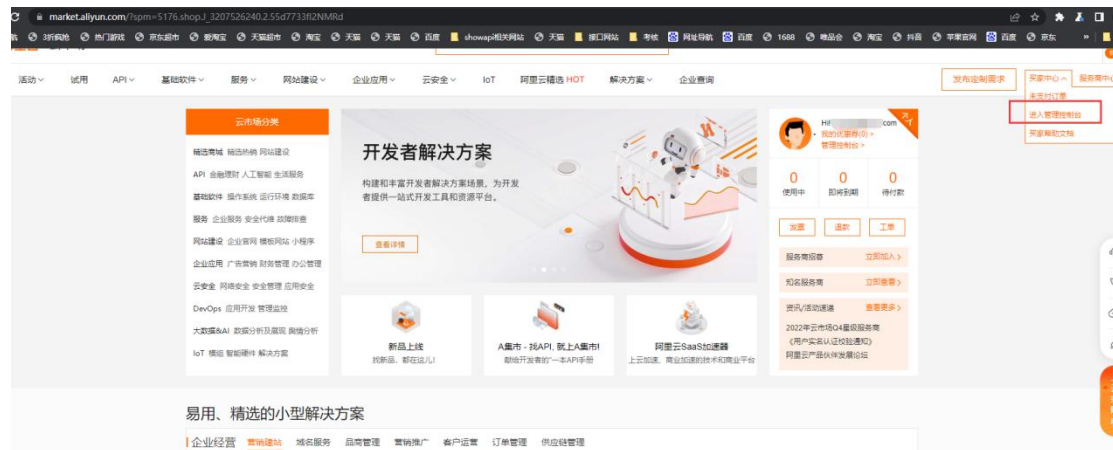 market.aliyun.com/?spm=5176.shop.J_3207526240.2.55d7733fI2NMRd
3折疯抢 热门游戏 京东超市 爱淘宝 天猫超市 淘宝 天猫 天猫 百度 showapi相关网站 天猫 接口网站 考核 网址导航 百度 1688 唯品会 淘宝 抖音 苹果官网 百度 京东 »
活动 试用 API 基础软件 服务 网站建设 企业应用 云安全 IoT 阿里云精选 HOT 解决方案 企业查询 发布定制需求 买家中心 服务商中心
未支付订单
进入管理控制台
买家帮助文档
云市场分类
精选商城 精选热销 网站建设
API 金融理财 人工智能 生活服务
基础软件 操作系统 运行环境 数据库
服务 企业服务 安全代维 故障排查
网站建设 企业官网 模板网站 小程序
企业应用 广告营销 财务管理 办公管理
云安全 网络安全 安全管理 应用安全
DevOps 应用开发 管理监控
大数据&AI 数据分析及展现 舆情分析
IoT 模组 智能硬件 解决方案
开发者解决方案
构建和丰富开发者解决方案场景，为开发
者提供一站式开发工具和资源平台。
查看详情
新品上线
找新品，都在这儿!
A集市 - 找API, 就上A集市!
献给开发者的"一本API手册
阿里云SaaS加速器
上云加速、商业加速的技术和商业平台
Hi! com
我的优惠券(0) >
管理控制台 >
0 0 0
使用中 即将到期 待付款
发票 退款 工单
服务商招募 立即加入 >
知名服务商 立即查看 >
资讯/活动速递 查看更多 >
2022年云市场Q4星级服务商
《用户实名认证校验通知》
阿里云产品伙伴发展论坛
易用、精选的小型解决方案
企业经营 营销建站 域名服务 品商管理 营销推广 客户运营 订单管理 供应链管理